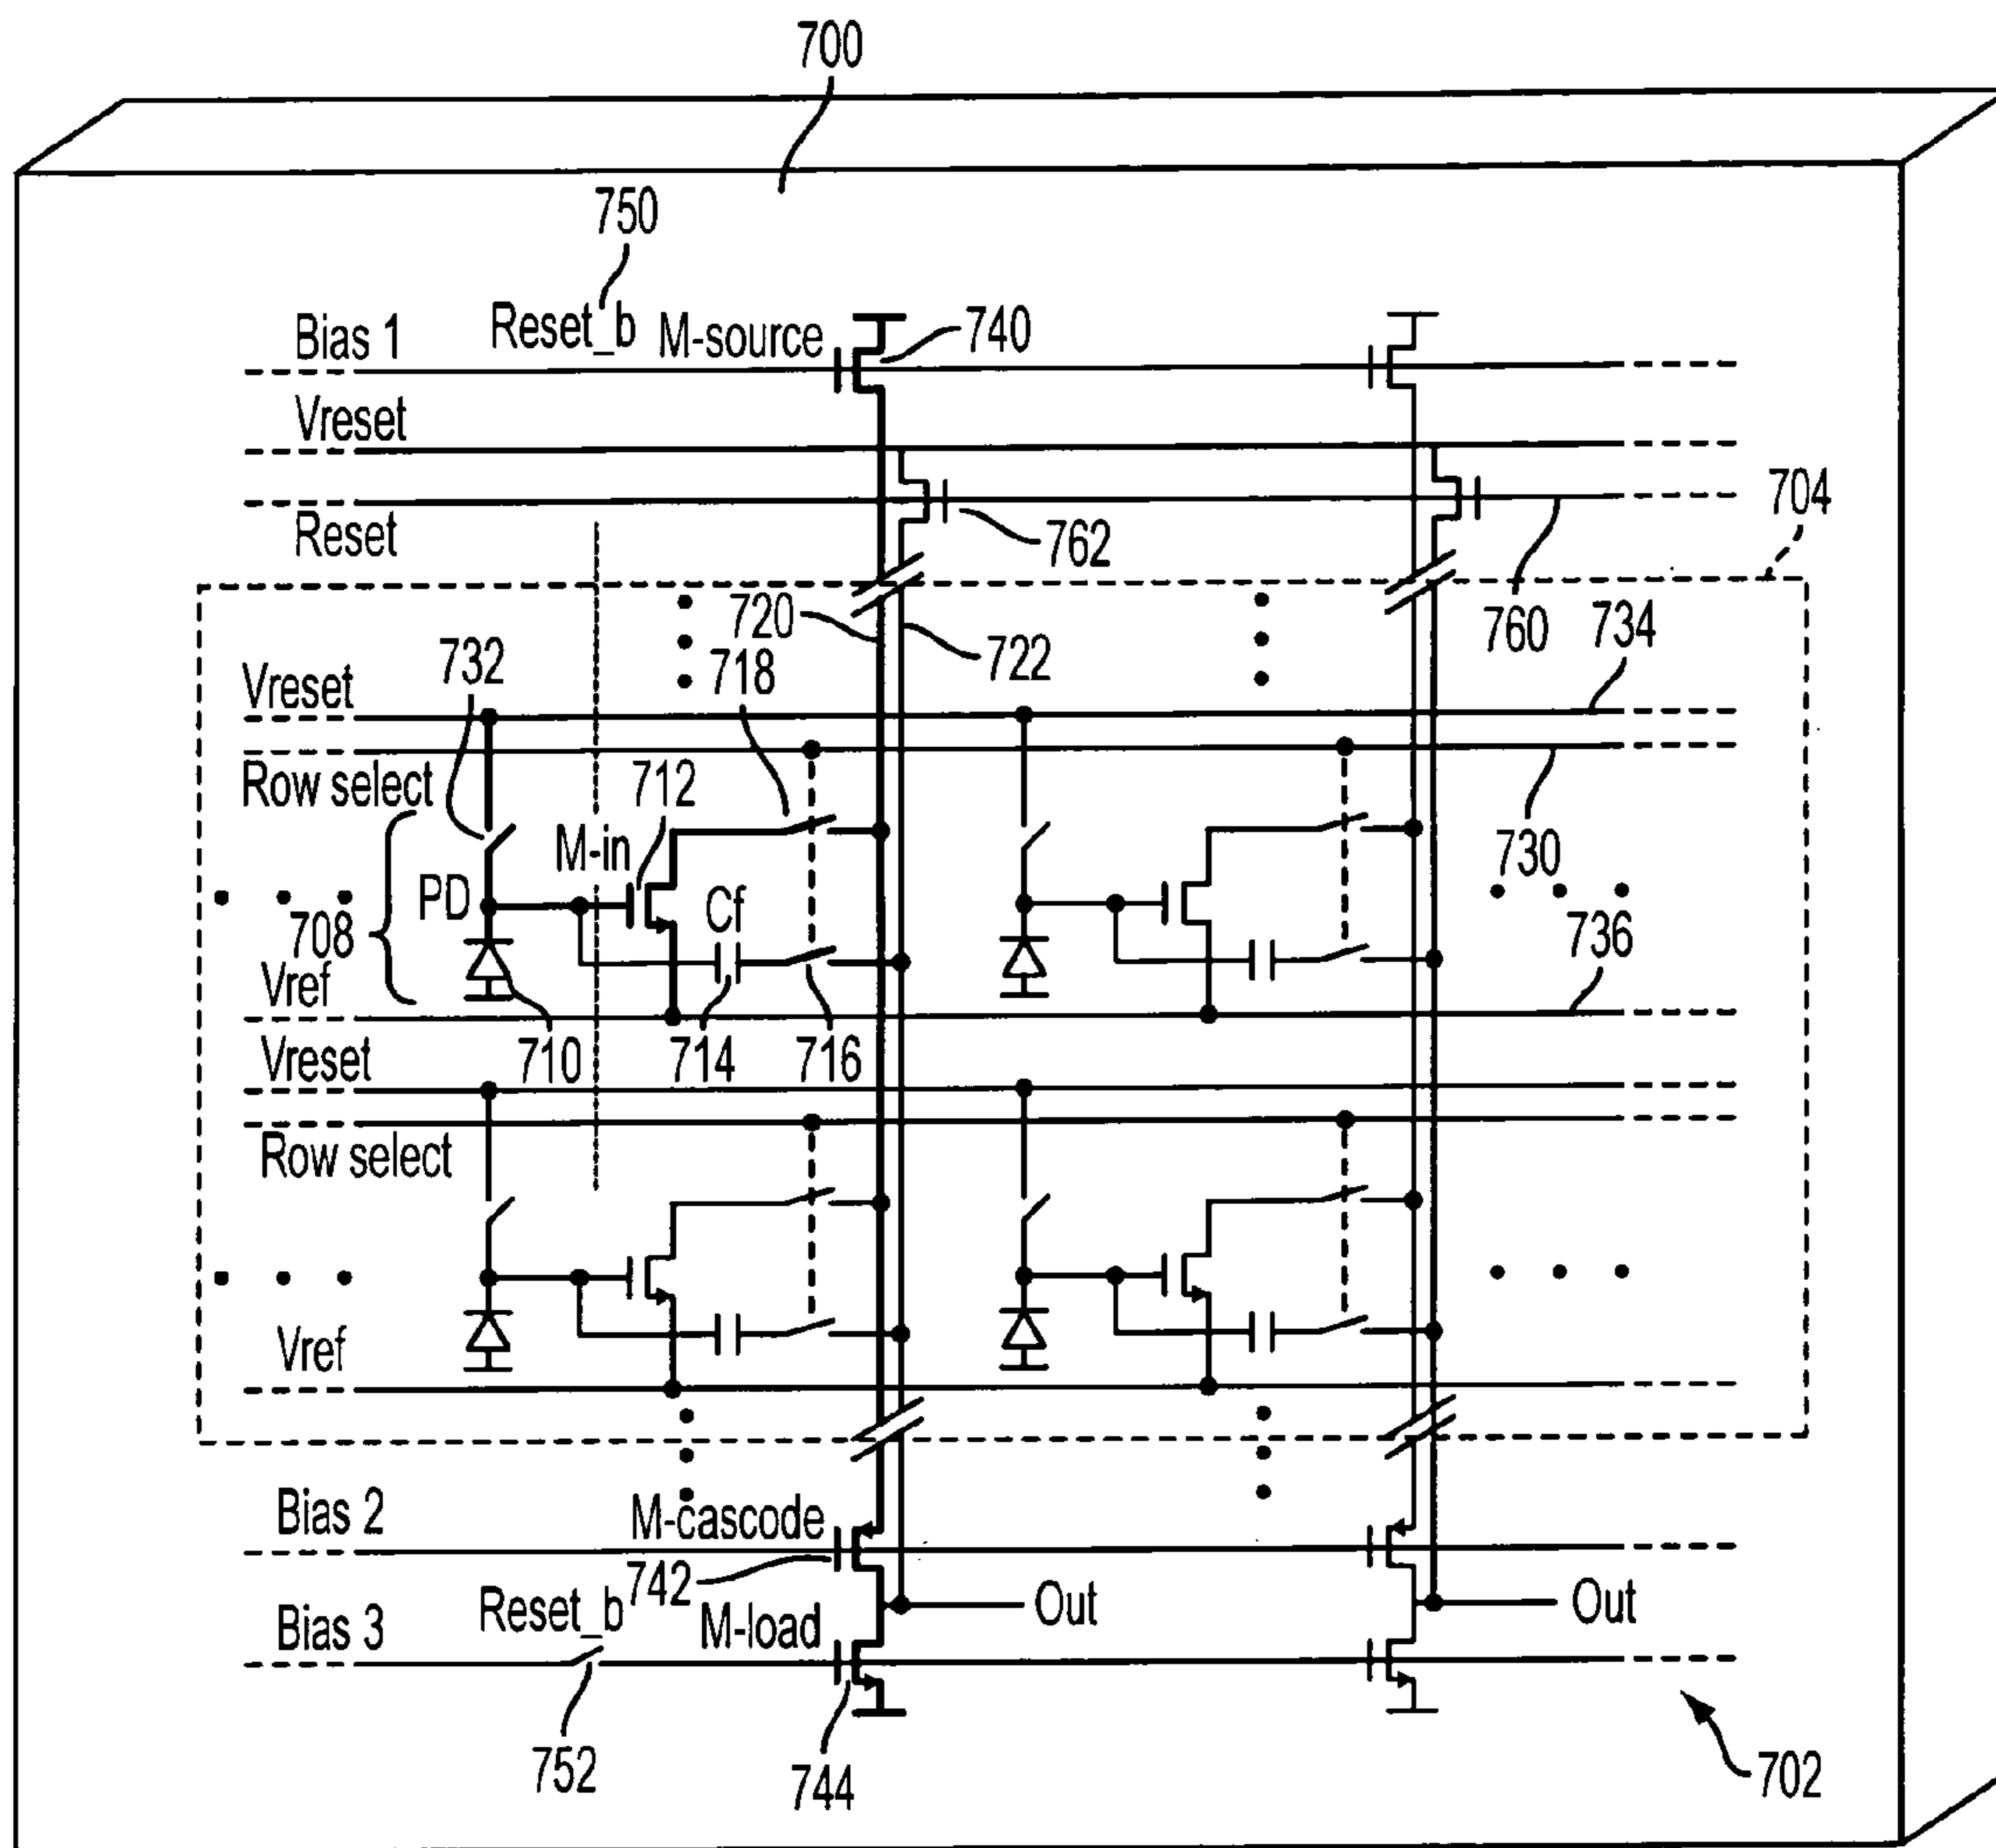 700
750
Bias 1
Reset_b
M-source
740
Vreset
Reset
762
704
760
720
722
734
732
718
Vreset
Row select
712
M-in
730
PD
Cf
708
736
Vref
710
714
716
Vreset
Row select
Vref
Bias 2
M-cascode
742
Bias 3
Reset_b
M-load
Out
Out
752
744
702